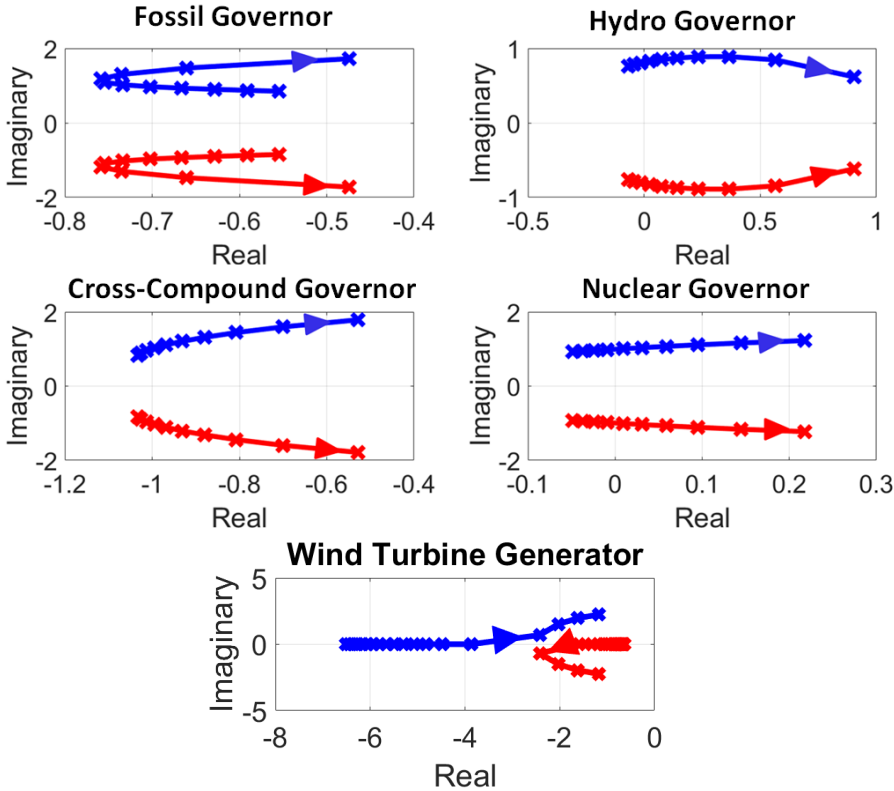 Fossil Governor
2
0
-2
Imaginary
-0.8 -0.7 -0.6 -0.5 -0.4
Real
Hydro Governor
1
0
-1
Imaginary
-0.5 0 0.5 1
Real
Cross-Compound Governor
2
0
-2
Imaginary
-1.2 -1 -0.8 -0.6 -0.4
Real
Nuclear Governor
2
0
-2
Imaginary
-0.1 0 0.1 0.2 0.3
Real
Wind Turbine Generator
5
0
-5
Imaginary
-8 -6 -4 -2 0
Real